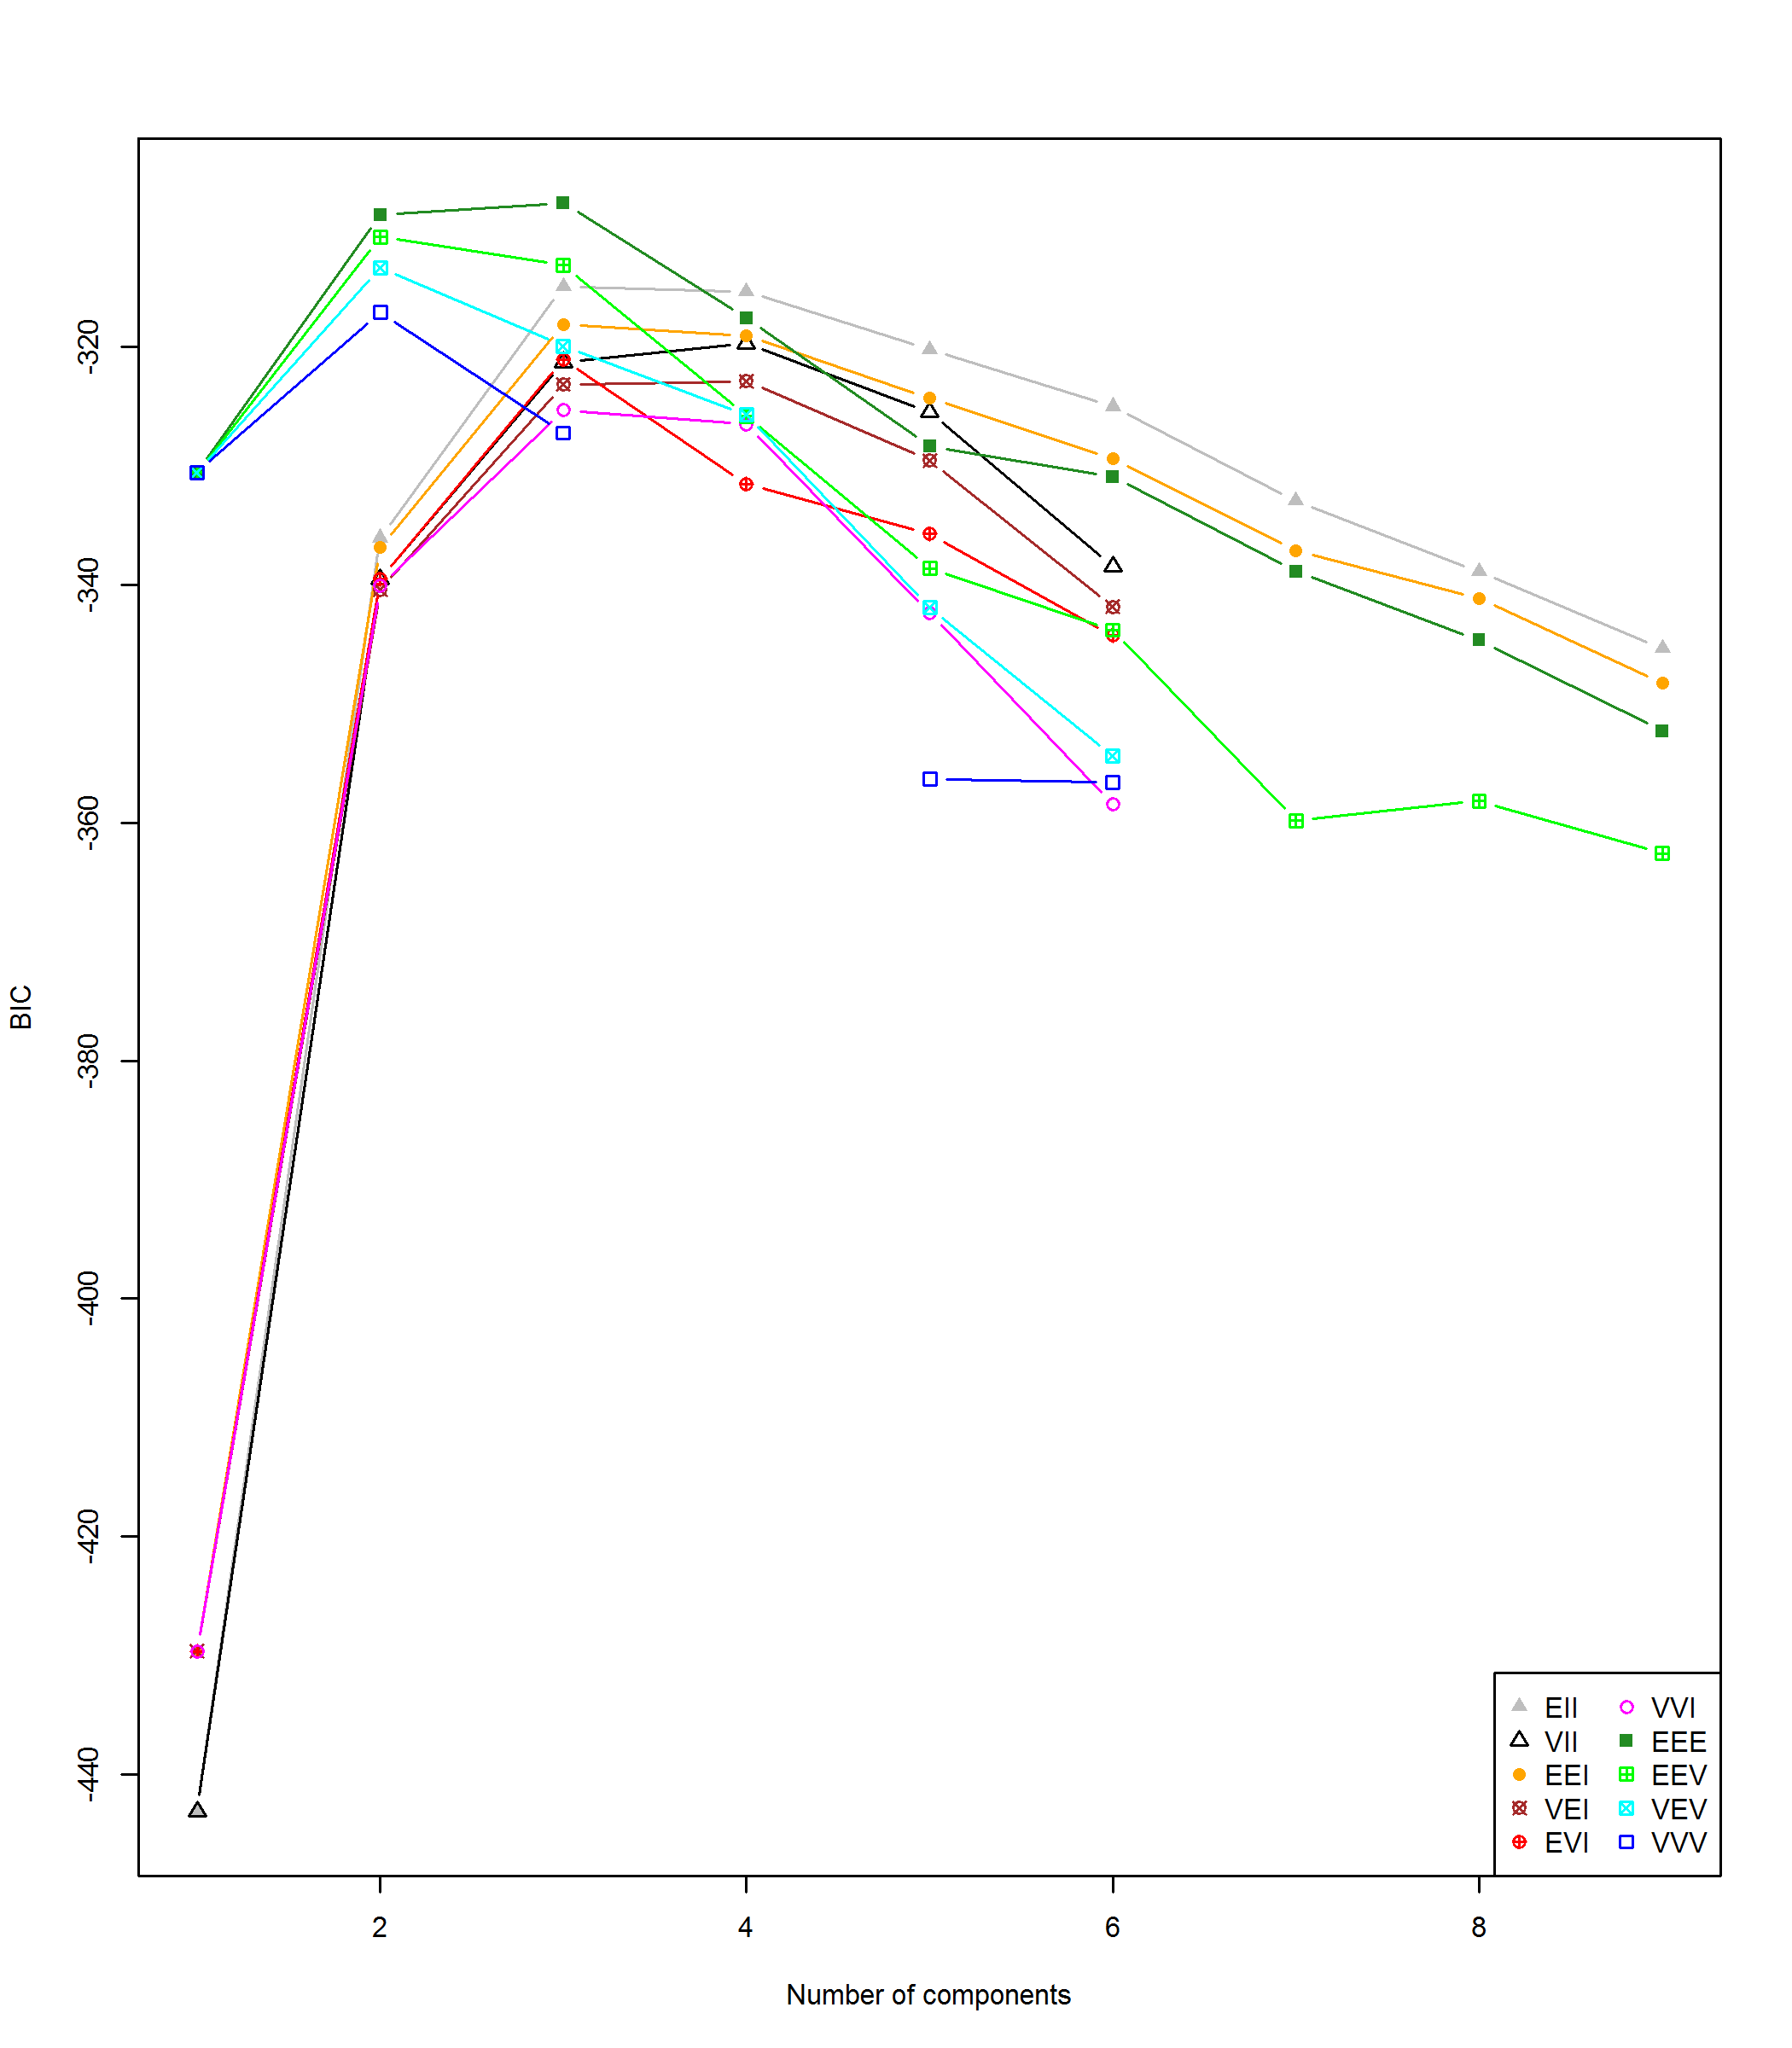 BIC
-320
-340
-360
-380
-400
-420
-440
2 4 6 8
Number of components
EII VVI
VII EEE
EEI EEV
VEI VEV
EVI VVV